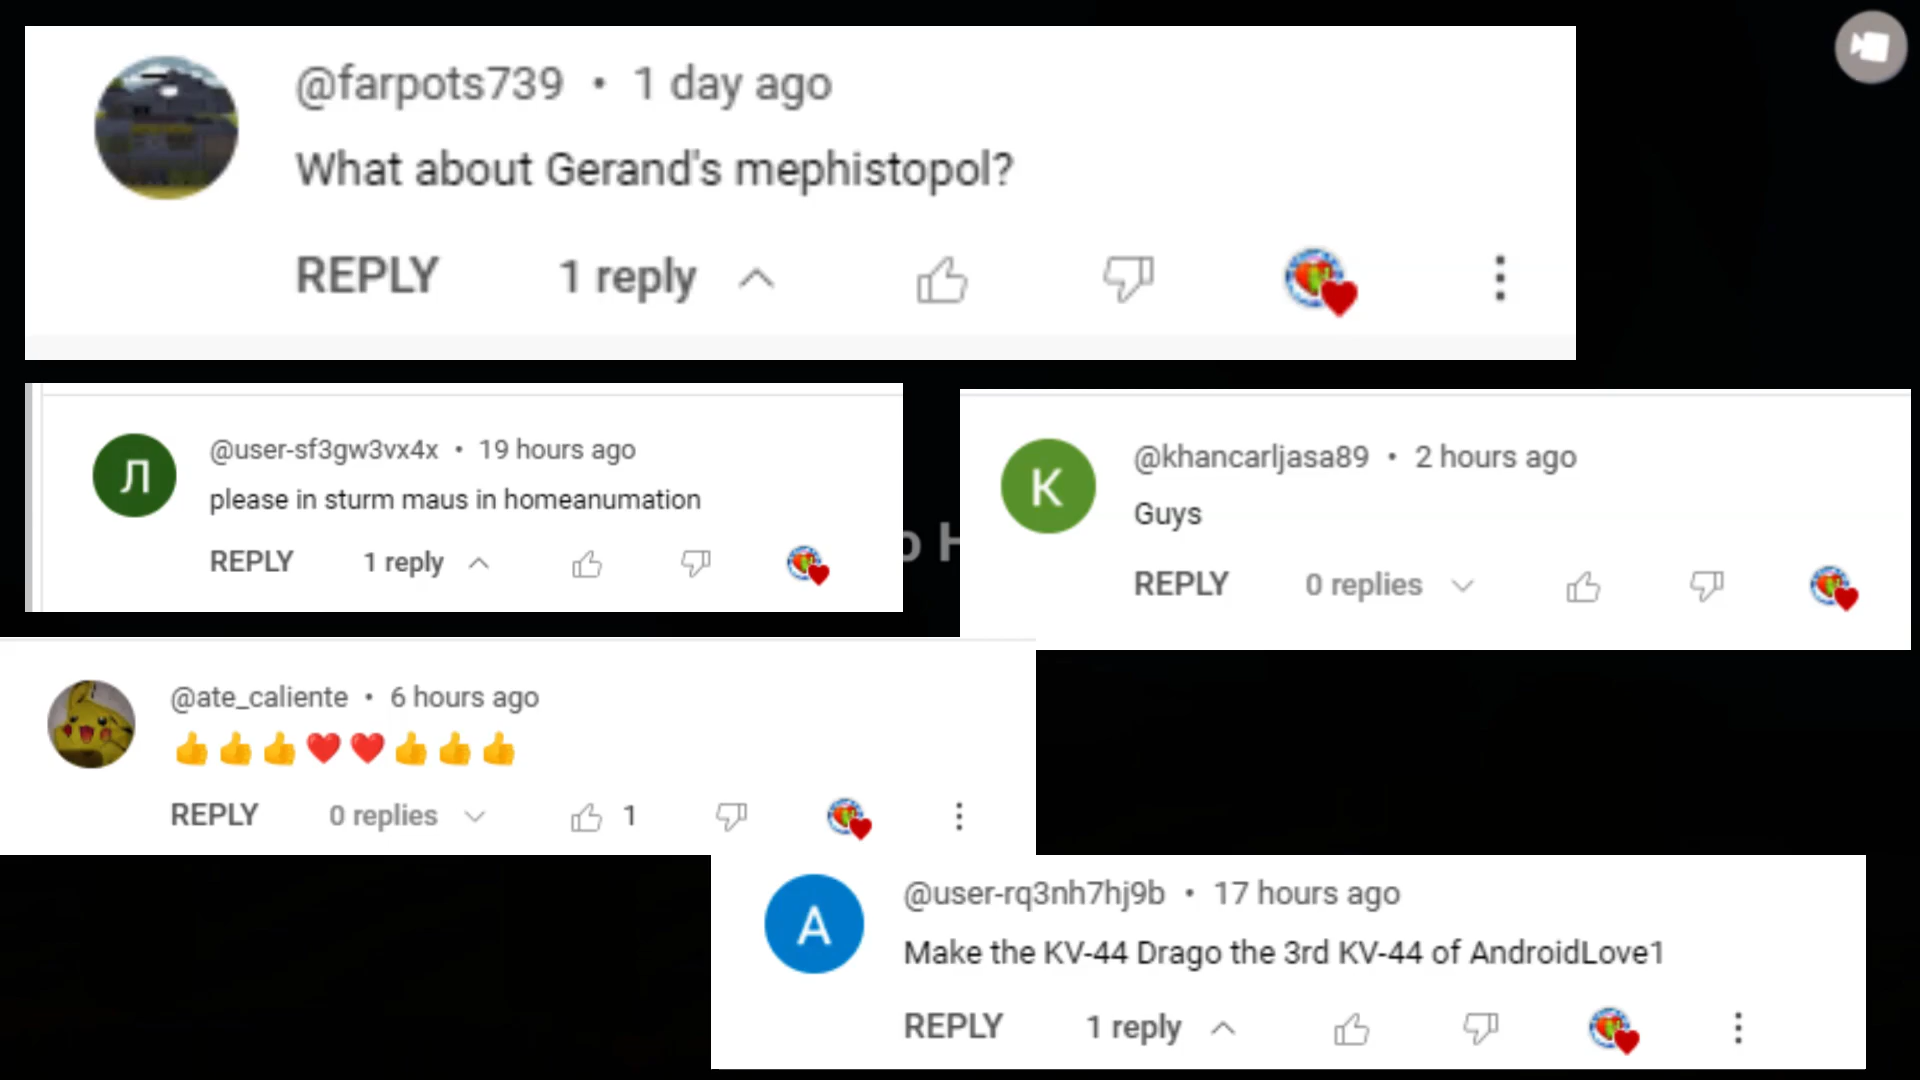 @farpots739 • 1 day ago
What about Gerand's mephistopol?
REPLY 1 reply
Л
@user-sf3gw3vx4x • 19 hours ago
please in sturm maus in homeanumation
REPLY 1 reply
K
@khancarljasa89 • 2 hours ago
Guys
REPLY 0 replies
@ate_caliente • 6 hours ago
👍👍👍❤️❤️👍👍👍
REPLY 0 replies 1
A
@user-rq3nh7hj9b • 17 hours ago
Make the KV-44 Drago the 3rd KV-44 of AndroidLove1
REPLY 1 reply